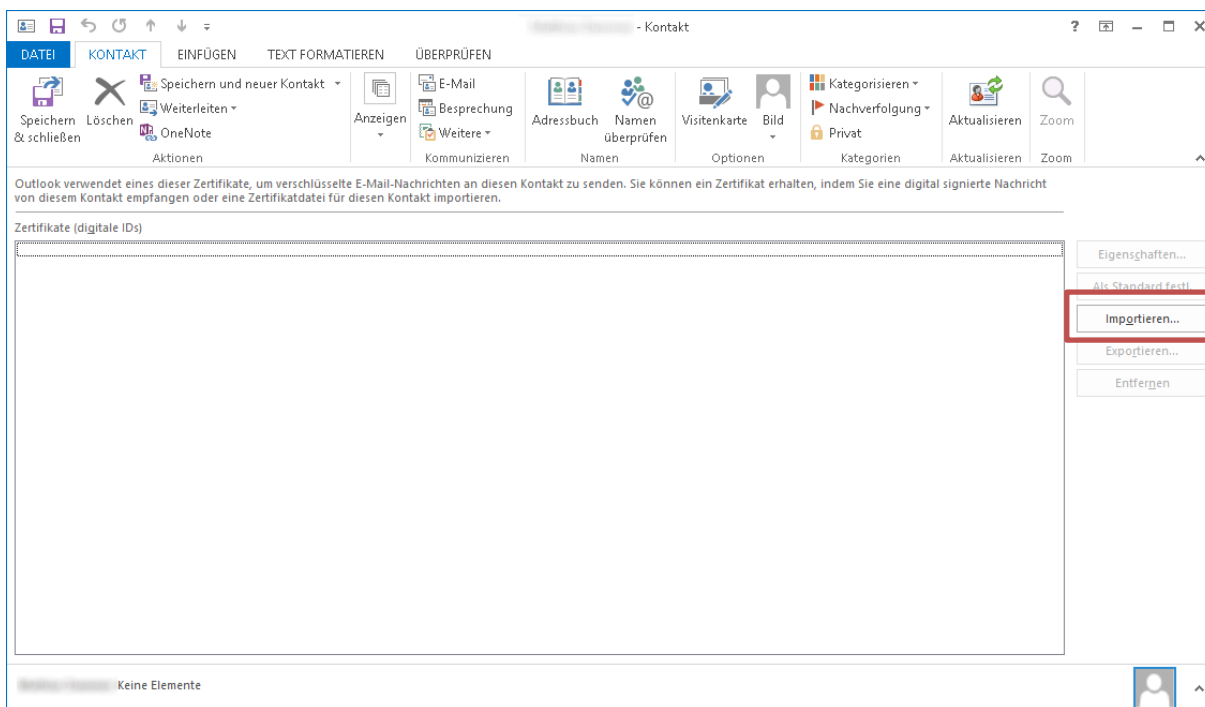 - Kontakt
?
DATEI KONTAKT EINFÜGEN TEXT FORMATIEREN ÜBERPRÜFEN
Speichern & schließen
Löschen
Speichern und neuer Kontakt
Weiterleiten
OneNote
Aktionen
Anzeigen
E-Mail
Besprechung
Weitere
Kommunizieren
Adressbuch
Namen überprüfen
Namen
Visitenkarte
Bild
Optionen
Kategorisieren
Nachverfolgung
Privat
Kategorien
Aktualisieren
Aktualisieren
Zoom
Zoom
Outlook verwendet eines dieser Zertifikate, um verschlüsselte E-Mail-Nachrichten an diesen Kontakt zu senden. Sie können ein Zertifikat erhalten, indem Sie eine digital signierte Nachricht
von diesem Kontakt empfangen oder eine Zertifikatdatei für diesen Kontakt importieren.
Zertifikate (digitale IDs)
Eigenschaften...
Als Standard festl.
Importieren...
Exportieren...
Entfernen
Keine Elemente